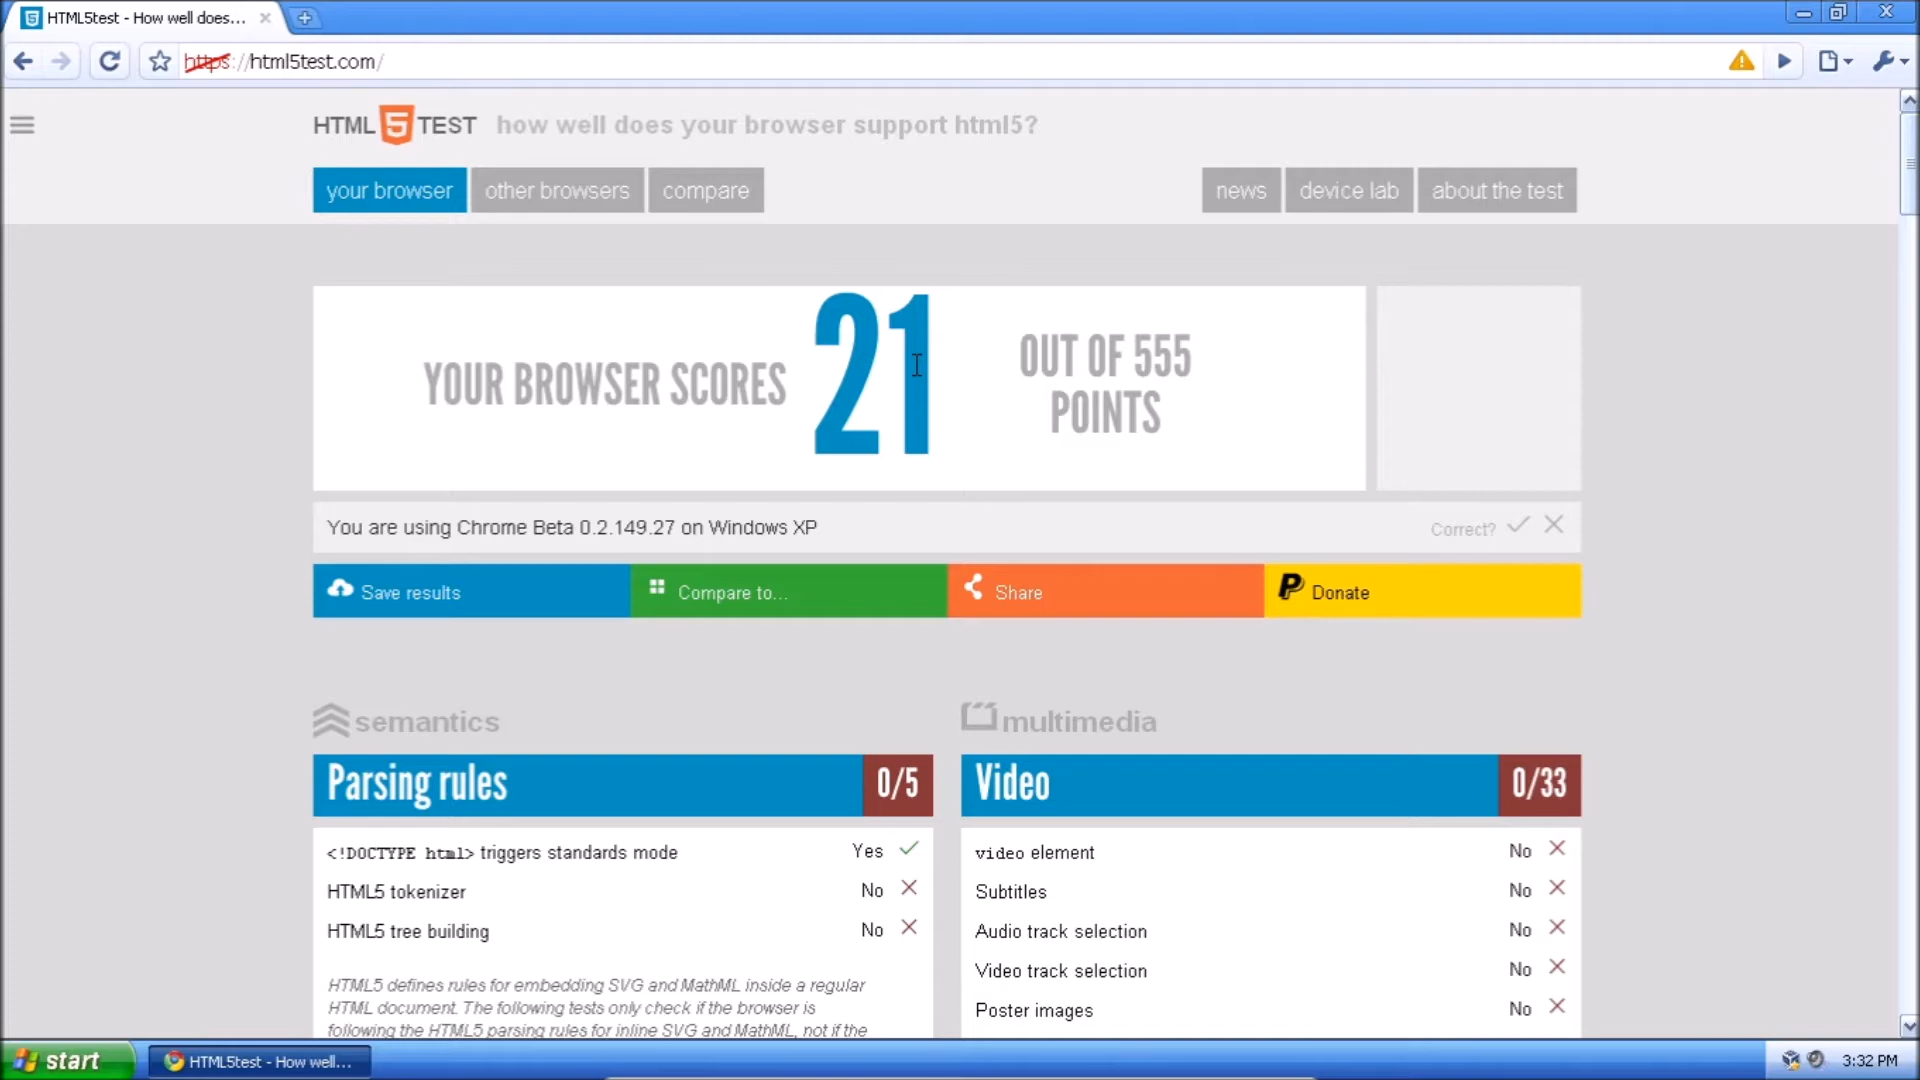 HTML5test - How well does...
https://html5test.com/
HTML 5 TEST how well does your browser support html5?
your browser other browsers compare news device lab about the test
YOUR BROWSER SCORES 21 OUT OF 555
POINTS
You are using Chrome Beta 0.2.149.27 on Windows XP Correct?
Save results Compare to... Share Donate
semantics
Parsing rules 0/5
<!DOCTYPE html> triggers standards mode Yes
HTML5 tokenizer No
HTML5 tree building No
HTML5 defines rules for embedding SVG and MathML inside a regular
HTML document. The following tests only check if the browser is
following the HTML5 parsing rules for inline SVG and MathML, not if the
multimedia
Video 0/33
video element No
Subtitles No
Audio track selection No
Video track selection No
Poster images No
start HTML5test - How well... 3:32 PM